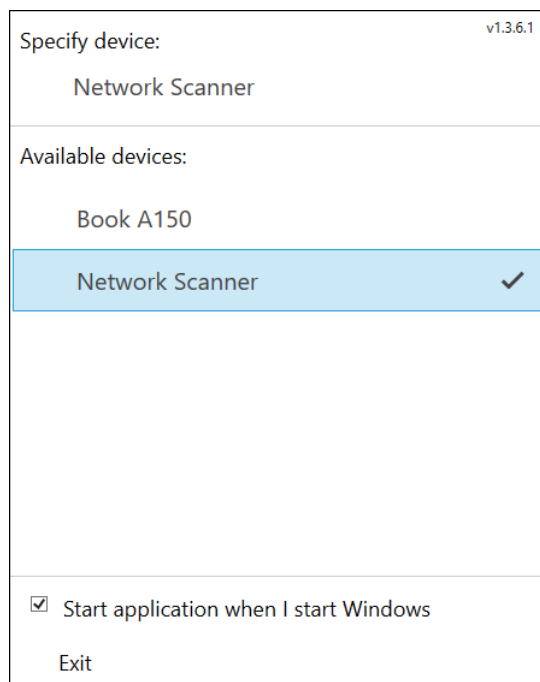 Specify device:
v1.3.6.1
Network Scanner
Available devices:
Book A150
Network Scanner
Start application when I start Windows
Exit